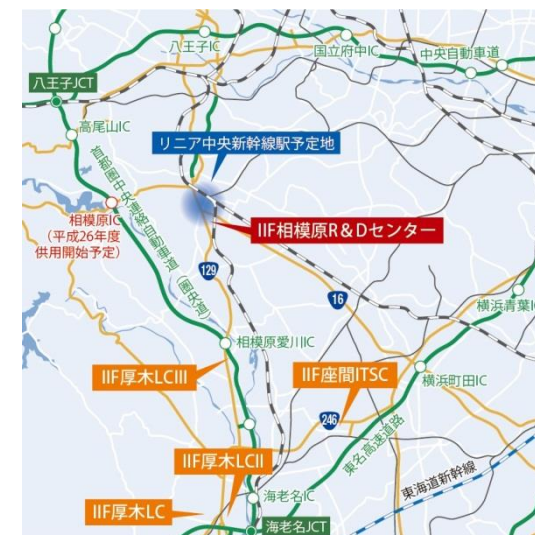 八王子IC
国立府中IC
中央自動車道
八王子JCT
高尾山IC
リニア中央新幹線駅予定地
首都圏中央連絡自動車道(圏央道)
相模原IC
(平成26年度
供用開始予定)
IIF相模原R&Dセンター
129
16
横浜青葉I
相模原愛川IC
IIF厚木LCIII
IIF座間ITSC
横浜町田IC
246
東名高速道路
IIF厚木LCII
東海道新幹線
海老名IC
IIF厚木LC
海老名JCT